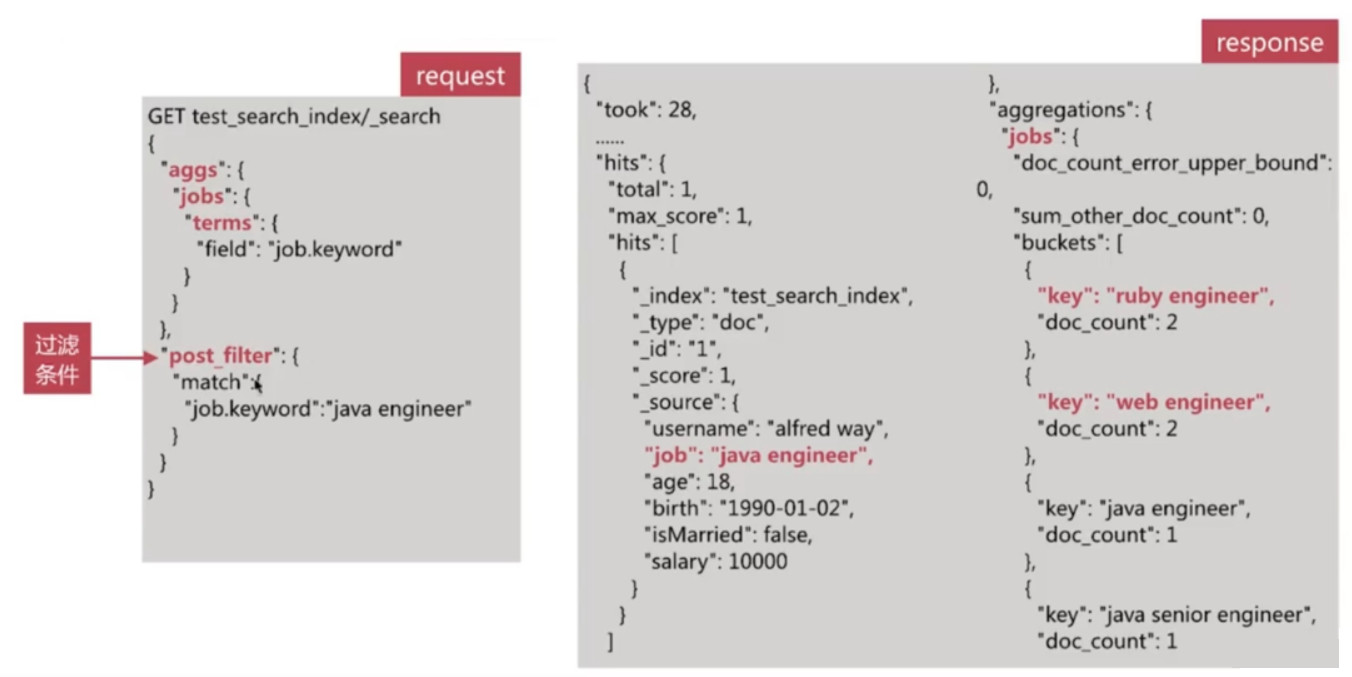 request
GET test_search_index/_search
{
"aggs": {
"jobs": {
"terms": {
"field": "job.keyword"
}
}
},
"post_filter": {
"match":{
"job.keyword":"java engineer"
}
}
}
过滤
条件
response
{
"took": 28,
......
"hits": {
"total": 1,
"max_score": 1,
"hits": [
{
"_index": "test_search_index",
"_type": "doc",
"_id": "1",
"_score": 1,
"_source": {
"username": "alfred way",
"job": "java engineer",
"age": 18,
"birth": "1990-01-02",
"isMarried": false,
"salary": 10000
}
}
]
},
"aggregations": {
"jobs": {
"doc_count_error_upper_bound":
0,
"sum_other_doc_count": 0,
"buckets": [
{
"key": "ruby engineer",
"doc_count": 2
},
{
"key": "web engineer",
"doc_count": 2
},
{
"key": "java engineer",
"doc_count": 1
},
{
"key": "java senior engineer",
"doc_count": 1